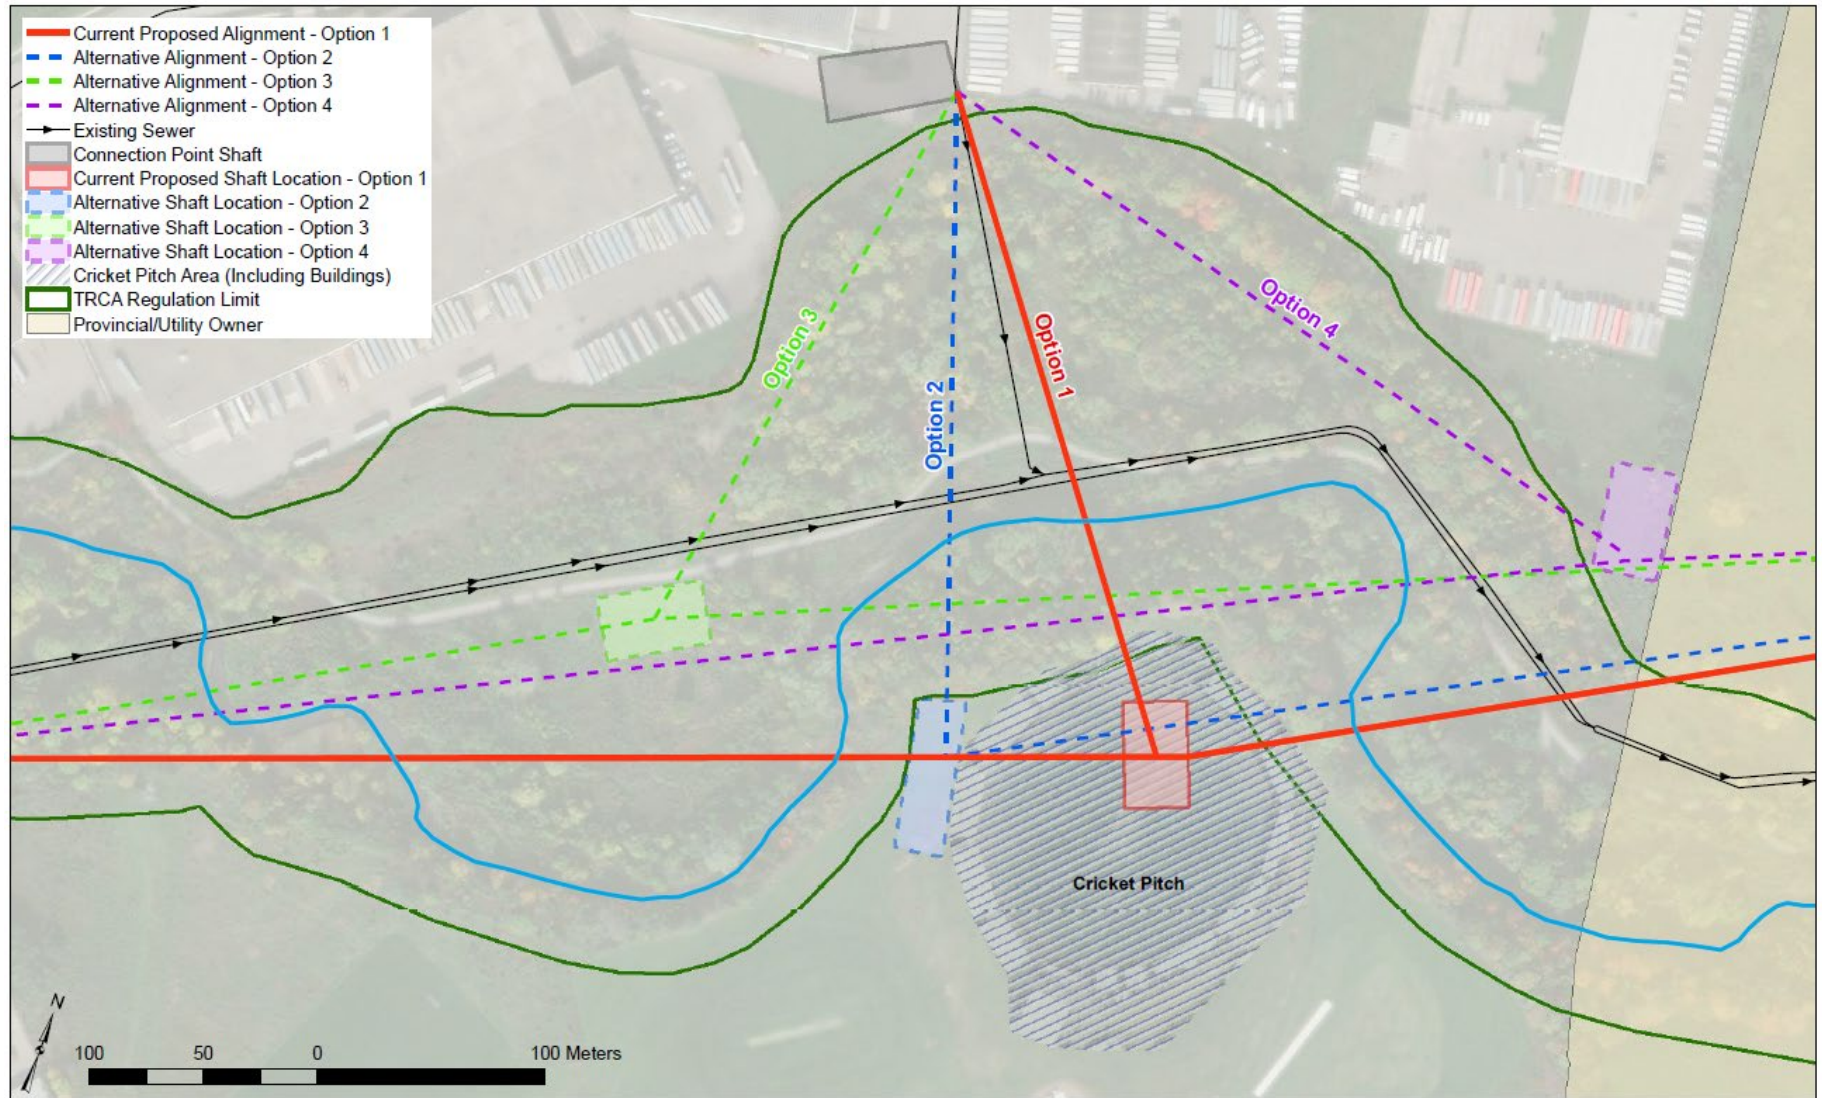 Current Proposed Alignment - Option 1
Alternative Alignment - Option 2
Alternative Alignment - Option 3
Alternative Alignment - Option 4
Existing Sewer
Connection Point Shaft
Current Proposed Shaft Location - Option 1
Alternative Shaft Location - Option 2
Alternative Shaft Location - Option 3
Alternative Shaft Location - Option 4
Cricket Pitch Area (Including Buildings)
TRCA Regulation Limit
Provincial/Utility Owner
Option 3
Option 2
Option 1
Option 4
Cricket Pitch
N
100 50 0 100 Meters